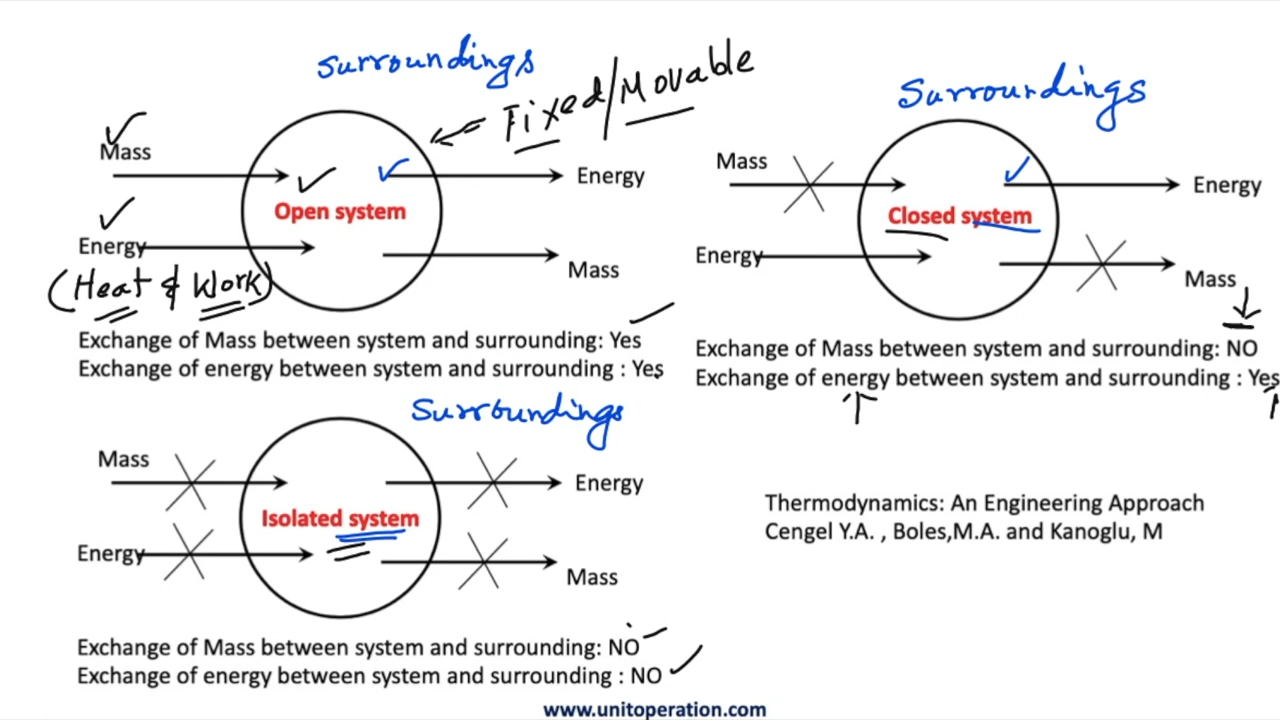 Surroundings
Fixed/Movable
Mass
Energy
Open system
Energy
(Heat & Work)
Mass
Exchange of Mass between system and surrounding: Yes
Exchange of energy between system and surrounding : Yes
Surroundings
Mass
Energy
Closed system
Energy
Mass
Exchange of Mass between system and surrounding: NO
Exchange of energy between system and surrounding : Yes
Surroundings
Mass
Energy
Isolated system
Energy
Mass
Exchange of Mass between system and surrounding: NO
Exchange of energy between system and surrounding : NO
Thermodynamics: An Engineering Approach
Cengel Y.A. , Boles,M.A. and Kanoglu, M
www.unitoperation.com